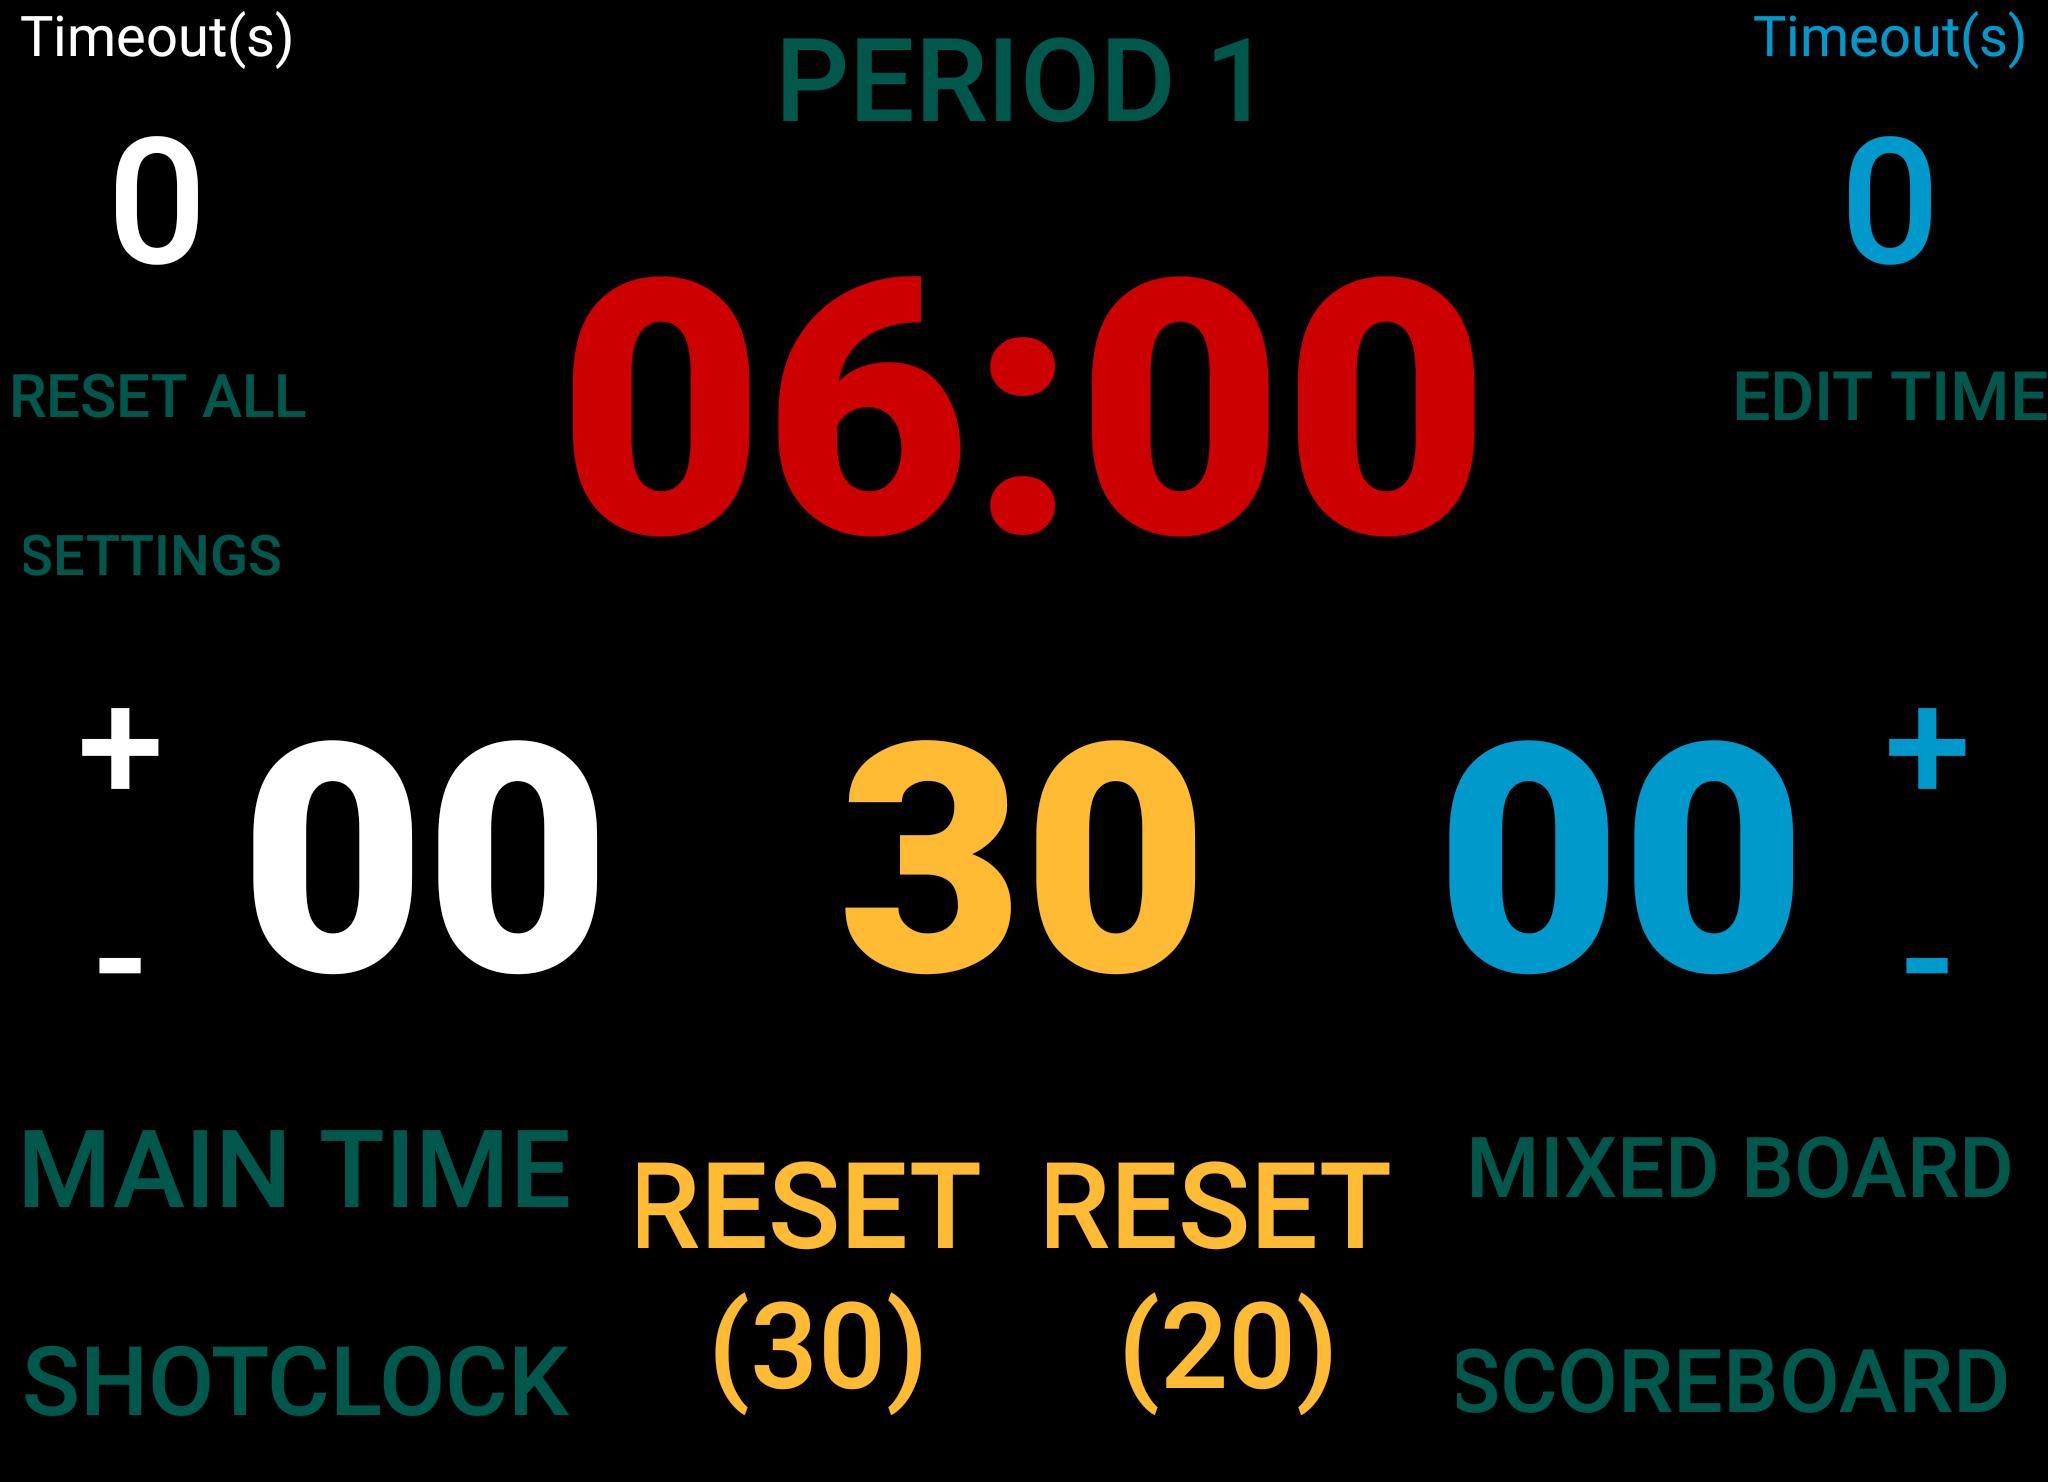 Timeout(s)
PERIOD 1
Timeout(s)
0
0
06:00
RESET ALL
EDIT TIME
SETTINGS
+
+
00
30
00
-
-
MAIN TIME
RESET
(30)
RESET
(20)
MIXED BOARD
SHOTCLOCK
SCOREBOARD